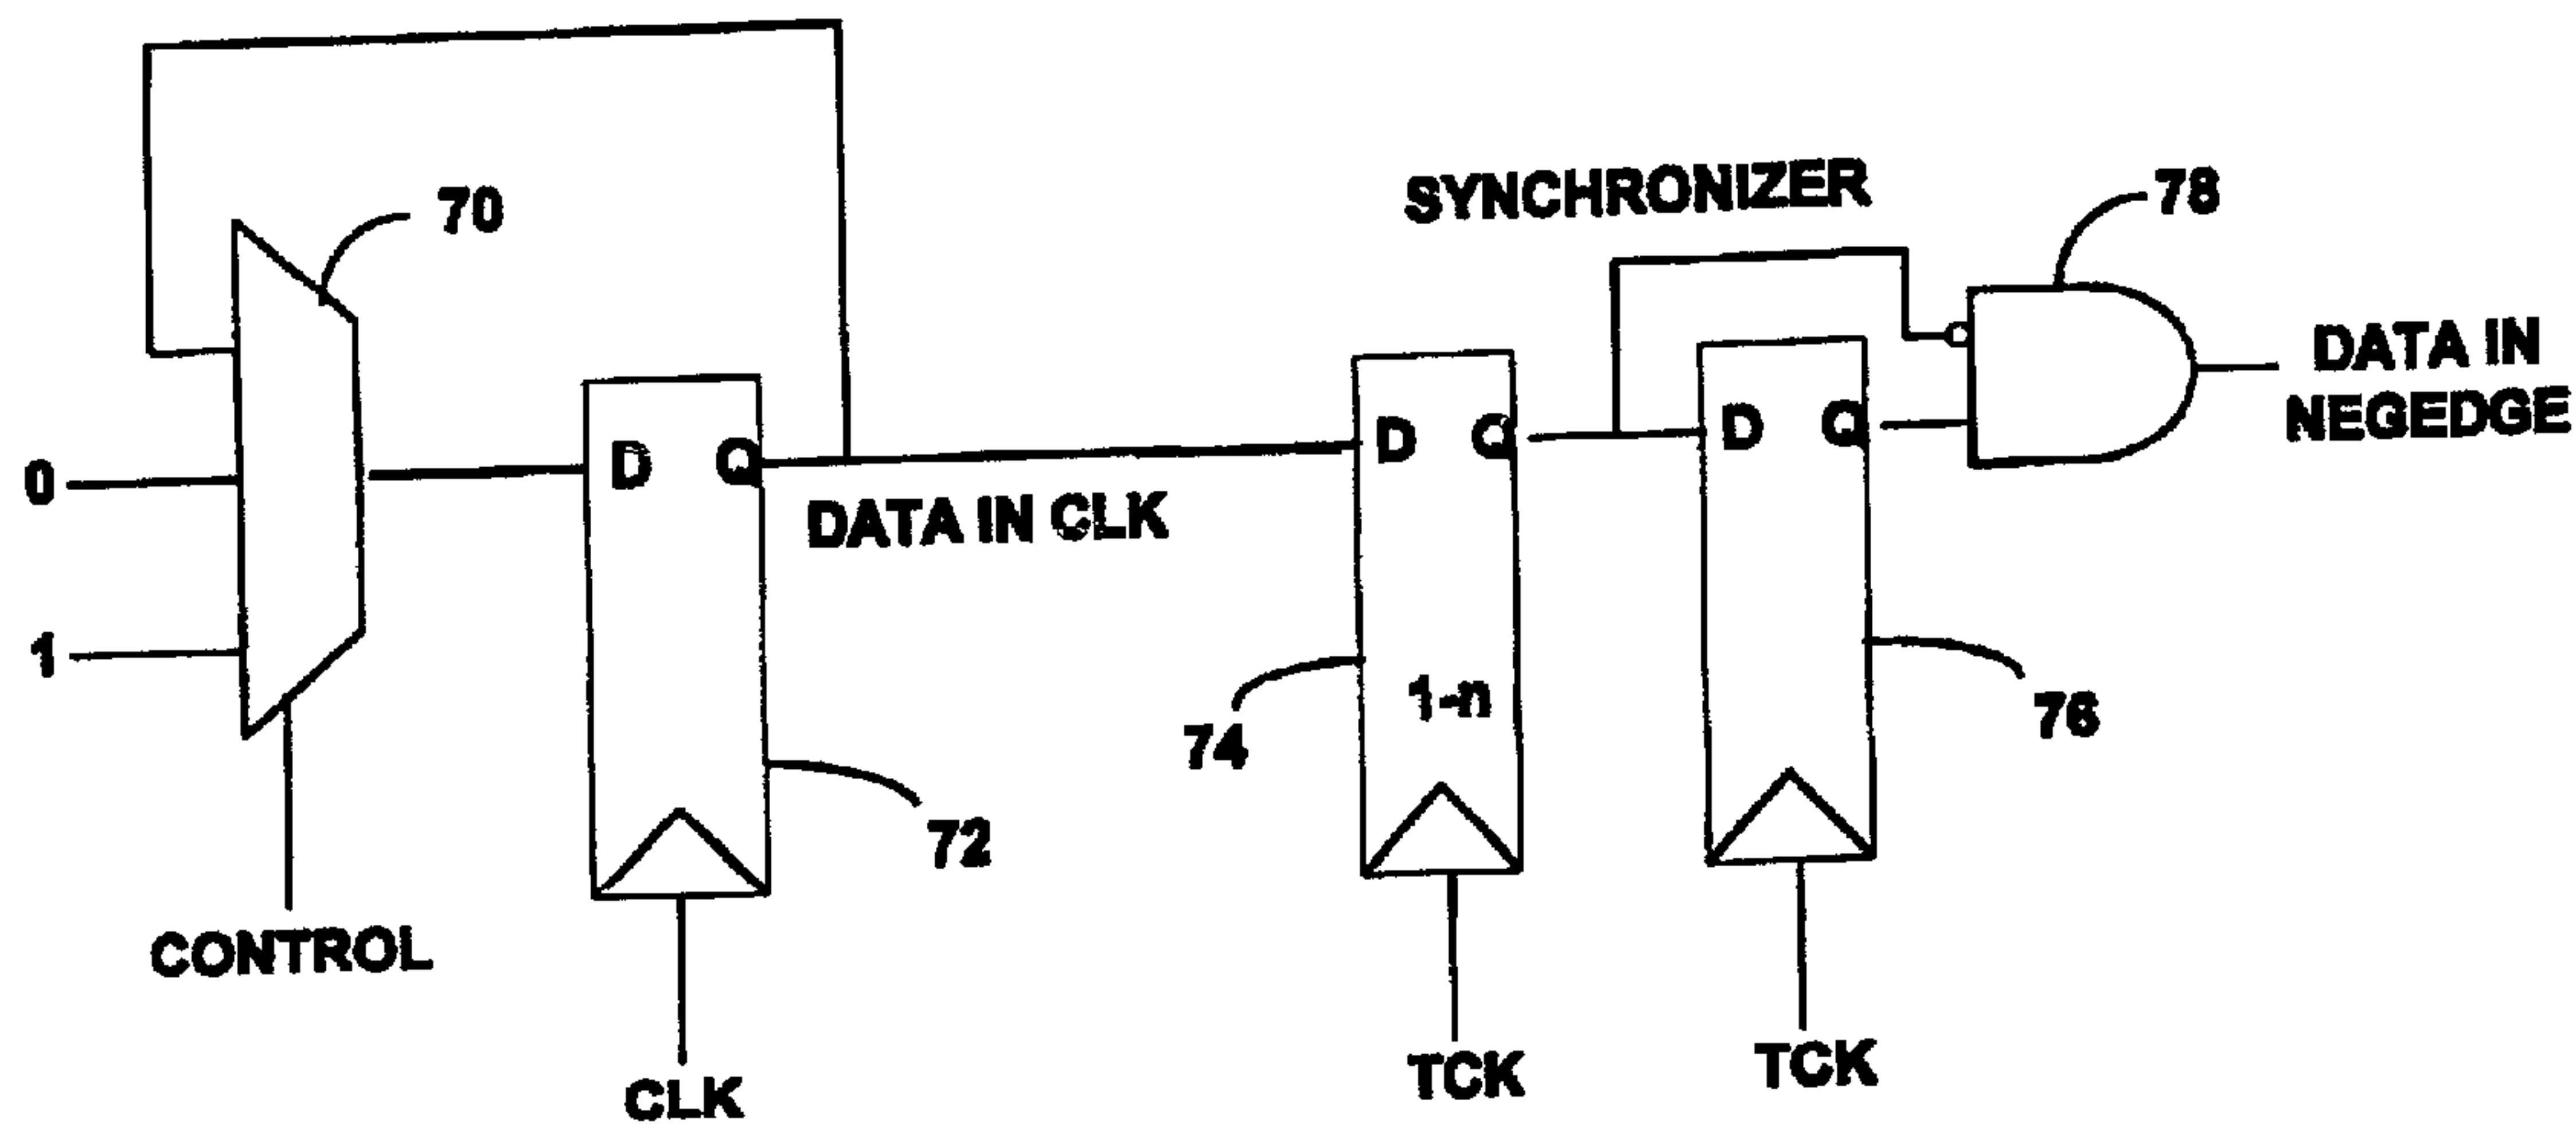 70
SYNCHRONIZER
78
0
1
D Q
DATA IN CLK
D Q
D Q
DATA IN
NEGEDGE
1-n
74
76
72
CONTROL
CLK
TCK
TCK